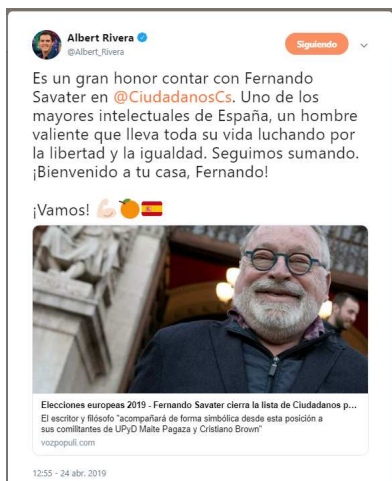 Albert Rivera
@Albert_Rivera
Siguiendo
Es un gran honor contar con Fernando
Savater en @CiudadanosCs. Uno de los
mayores intelectuales de España, un hombre
valiente que lleva toda su vida luchando por
la libertad y la igualdad. Seguimos sumando.
¡Bienvenido a tu casa, Fernando!
¡Vamos! 💪🏻🍊🇪🇸
Elecciones europeas 2019 - Fernando Savater cierra la lista de Ciudadanos p...
El escritor y filósofo "acompañará de forma simbólica desde esta posición a
sus comilitantes de UPyD Maite Pagaza y Cristiano Brown"
vozpopuli.com
12:55 - 24 abr. 2019